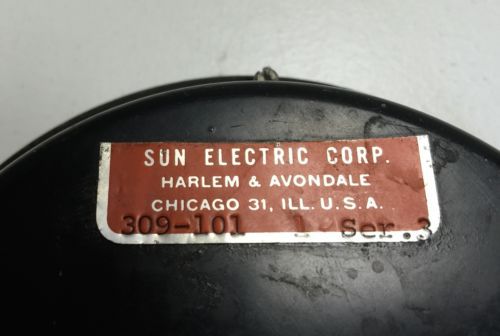 SUN ELECTRIC CORP.
HARLEM & AVONDALE
CHICAGO 31, ILL. U.S.A.
309-101 1 Ser.3